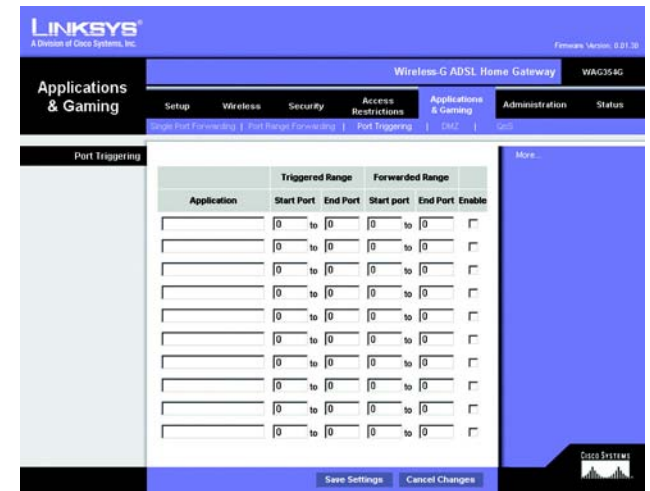 LINKSYS®
A Division of Cisco Systems, Inc.
Firmware Version: 0.01.30
Wireless-G ADSL Home Gateway WAG354G
Applications & Gaming
Setup Wireless Security Access Restrictions Applications & Gaming Administration Status
Single Port Forwarding | Port Range Forwarding | Port Triggering | DMZ | QoS
Port Triggering
More...
Triggered Range Forwarded Range
Application Start Port End Port Start port End Port Enable
0 to 0 0 to 0
0 to 0 0 to 0
0 to 0 0 to 0
0 to 0 0 to 0
0 to 0 0 to 0
0 to 0 0 to 0
0 to 0 0 to 0
0 to 0 0 to 0
0 to 0 0 to 0
0 to 0 0 to 0
Save Settings Cancel Changes
CISCO SYSTEMS